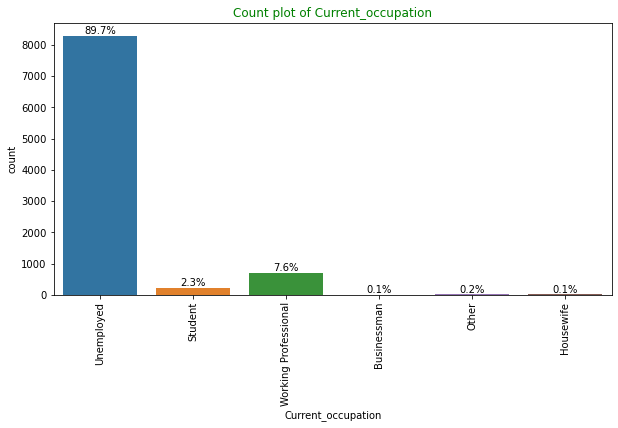 Count plot of Current_occupation
count
8000
7000
6000
5000
4000
3000
2000
1000
0
89.7%
2.3%
7.6%
0.1%
0.2%
0.1%
Unemployed
Student
Working Professional
Businessman
Other
Housewife
Current_occupation